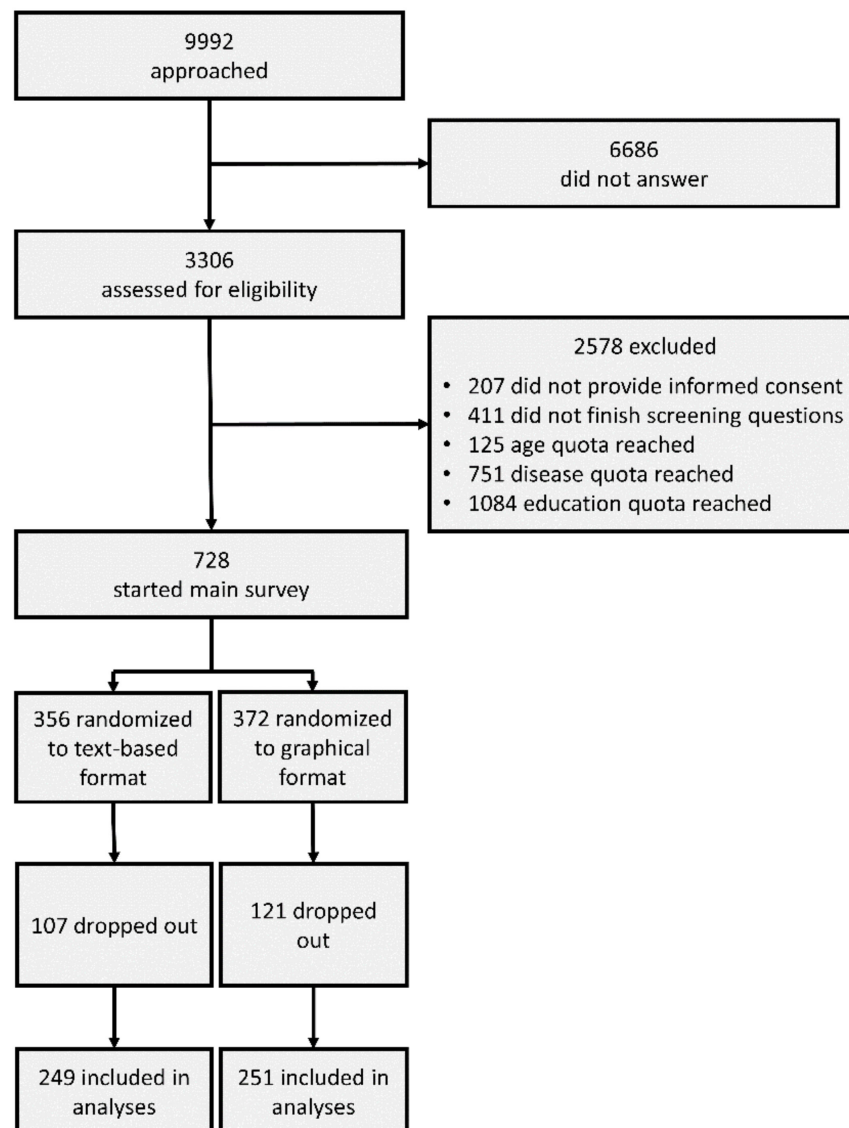 9992
approached
6686
did not answer
3306
assessed for eligibility
2578 excluded
• 207 did not provide informed consent
• 411 did not finish screening questions
• 125 age quota reached
• 751 disease quota reached
• 1084 education quota reached
728
started main survey
356 randomized
to text-based
format
372 randomized
to graphical
format
107 dropped out
121 dropped
out
249 included in
analyses
251 included in
analyses